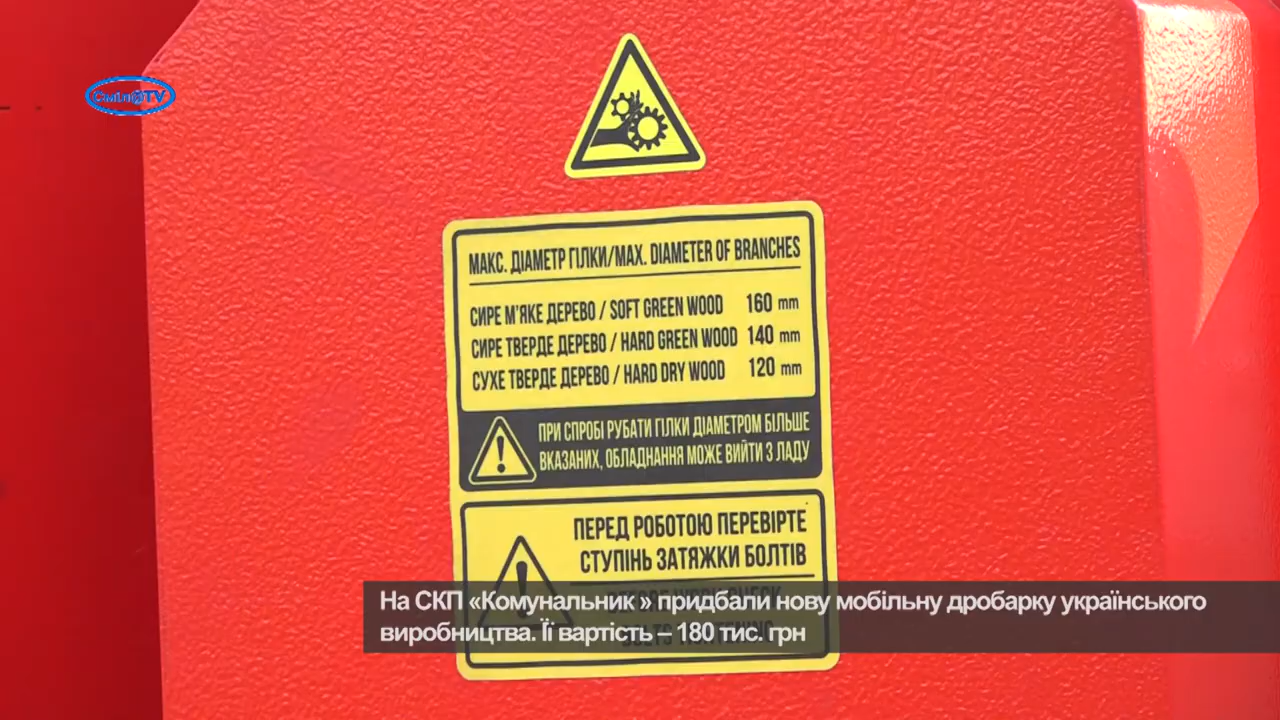 СмілаTV
МАКС. ДІАМЕТР ГІЛКИ/MAX. DIAMETER OF BRANCHES
СИРЕ М'ЯКЕ ДЕРЕВО / SOFT GREEN WOOD 160 mm
СИРЕ ТВЕРДЕ ДЕРЕВО / HARD GREEN WOOD 140 mm
СУХЕ ТВЕРДЕ ДЕРЕВО / HARD DRY WOOD 120 mm
ПРИ СПРОБІ РУБАТИ ГІЛКИ ДІАМЕТРОМ БІЛЬШЕ
ВКАЗАНИХ, ОБЛАДНАННЯ МОЖЕ ВИЙТИ З ЛАДУ
ПЕРЕД РОБОТОЮ ПЕРЕВІРТЕ
СТУПІНЬ ЗАТЯЖКИ БОЛТІВ
На СКП «Комунальник » придбали нову мобільну дробарку українського
виробництва. Її вартість – 180 тис. грн